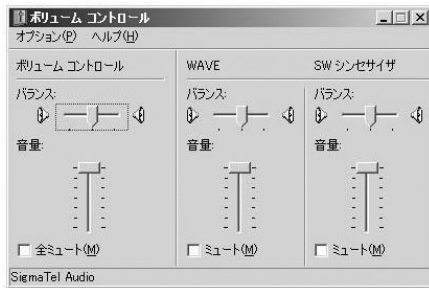 ボリューム コントロール
オプション(P) ヘルプ(H)
ボリューム コントロール
WAVE
SW シンセサイザ
バランス:
バランス:
バランス:
音量:
音量:
音量:
全ミュート(M)
ミュート(M)
ミュート(M)
SigmaTel Audio